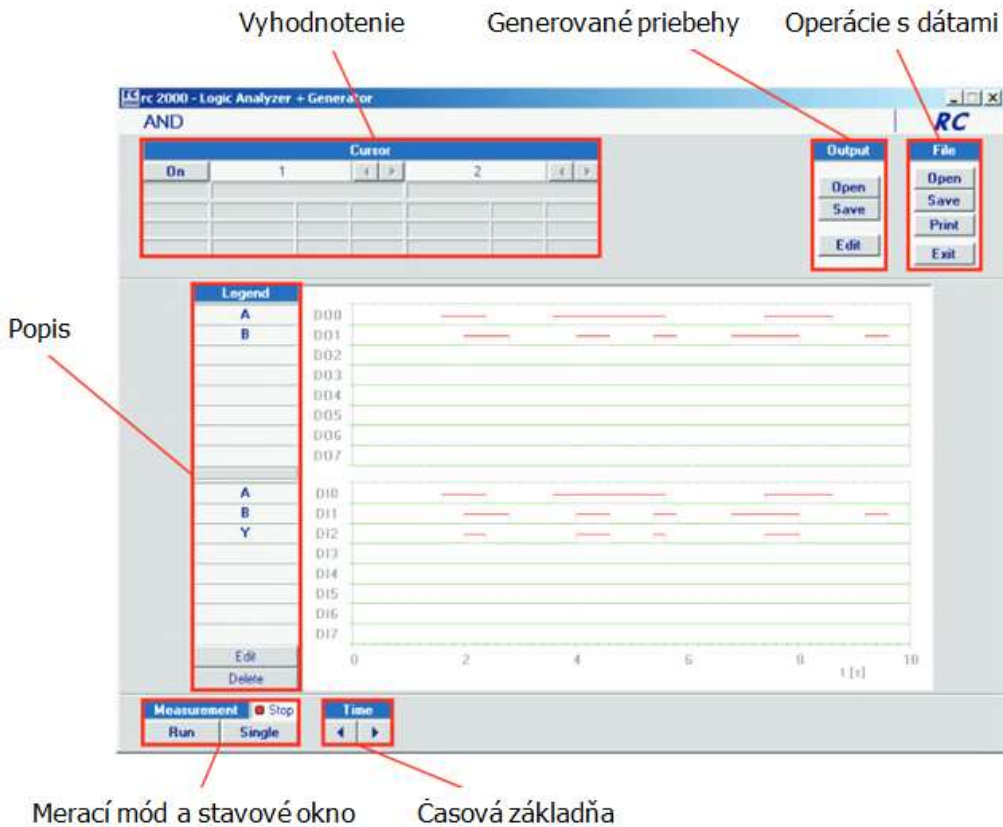 Vyhodnotenie Generované priebehy Operácie s dátami
rc 2000 - Logic Analyzer + Generator
AND RC
Cursor Output File
On 1 2
Open Open
Save Save
Print
Edit
Exit
Popis
Legend
A DO0
B DO1
DO2
DO3
DO4
DO5
DO6
DO7
A DI0
B DI1
Y DI2
DI3
DI4
DI5
DI6
DI7
Edit 0 2 4 6 8 10
Delete t [s]
Measurement Stop Time
Run Single
Merací mód a stavové okno Časová základňa